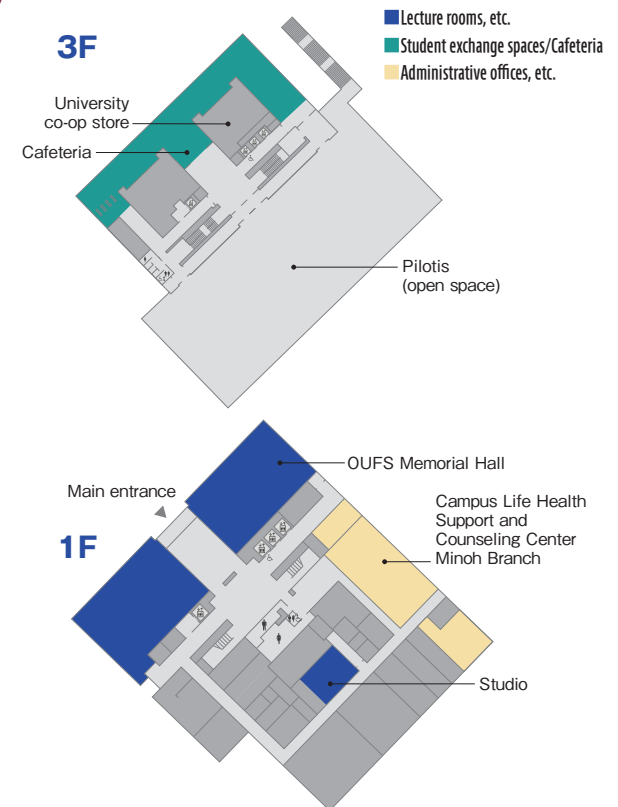 3F
Lecture rooms, etc.
Student exchange spaces/Cafeteria
Administrative offices, etc.
University
co-op store
Cafeteria
Pilotis
(open space)
1F
OUFS Memorial Hall
Main entrance
Campus Life Health
Support and
Counseling Center
Minoh Branch
Studio